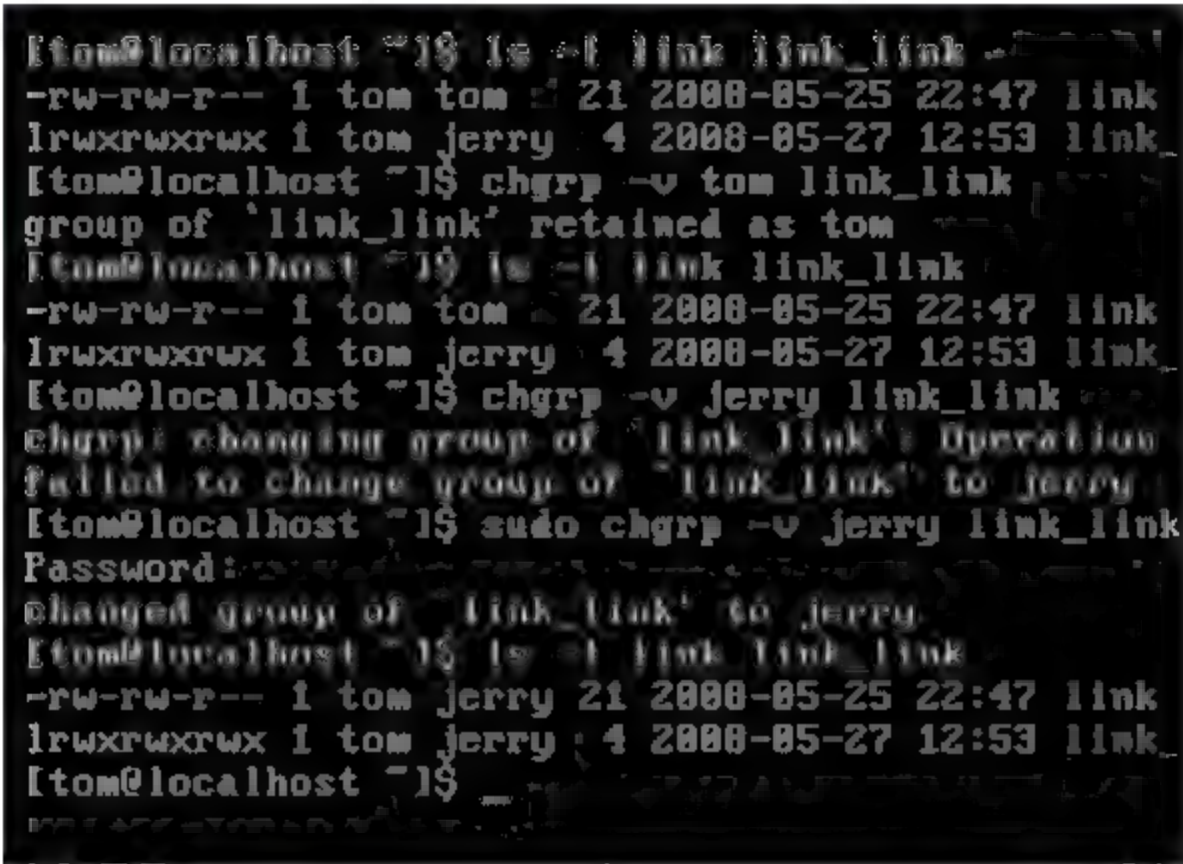 [tom@localhost ~]$ ls -l link link_link
-rw-rw-r-- 1 tom tom 21 2008-05-25 22:47 link
lrwxrwxrwx 1 tom jerry 4 2008-05-27 12:53 link_
[tom@localhost ~]$ chgrp -v tom link_link
group of `link_link' retained as tom
[tom@localhost ~]$ ls -l link link_link
-rw-rw-r-- 1 tom tom 21 2008-05-25 22:47 link
lrwxrwxrwx 1 tom jerry 4 2008-05-27 12:53 link_
[tom@localhost ~]$ chgrp -v jerry link_link
chgrp: changing group of `link_link': Operation
failed to change group of `link_link' to jerry
[tom@localhost ~]$ sudo chgrp -v jerry link_link
Password:
changed group of `link_link' to jerry
[tom@localhost ~]$ ls -l link link_link
-rw-rw-r-- 1 tom jerry 21 2008-05-25 22:47 link
lrwxrwxrwx 1 tom jerry 4 2008-05-27 12:53 link_
[tom@localhost ~]$ _